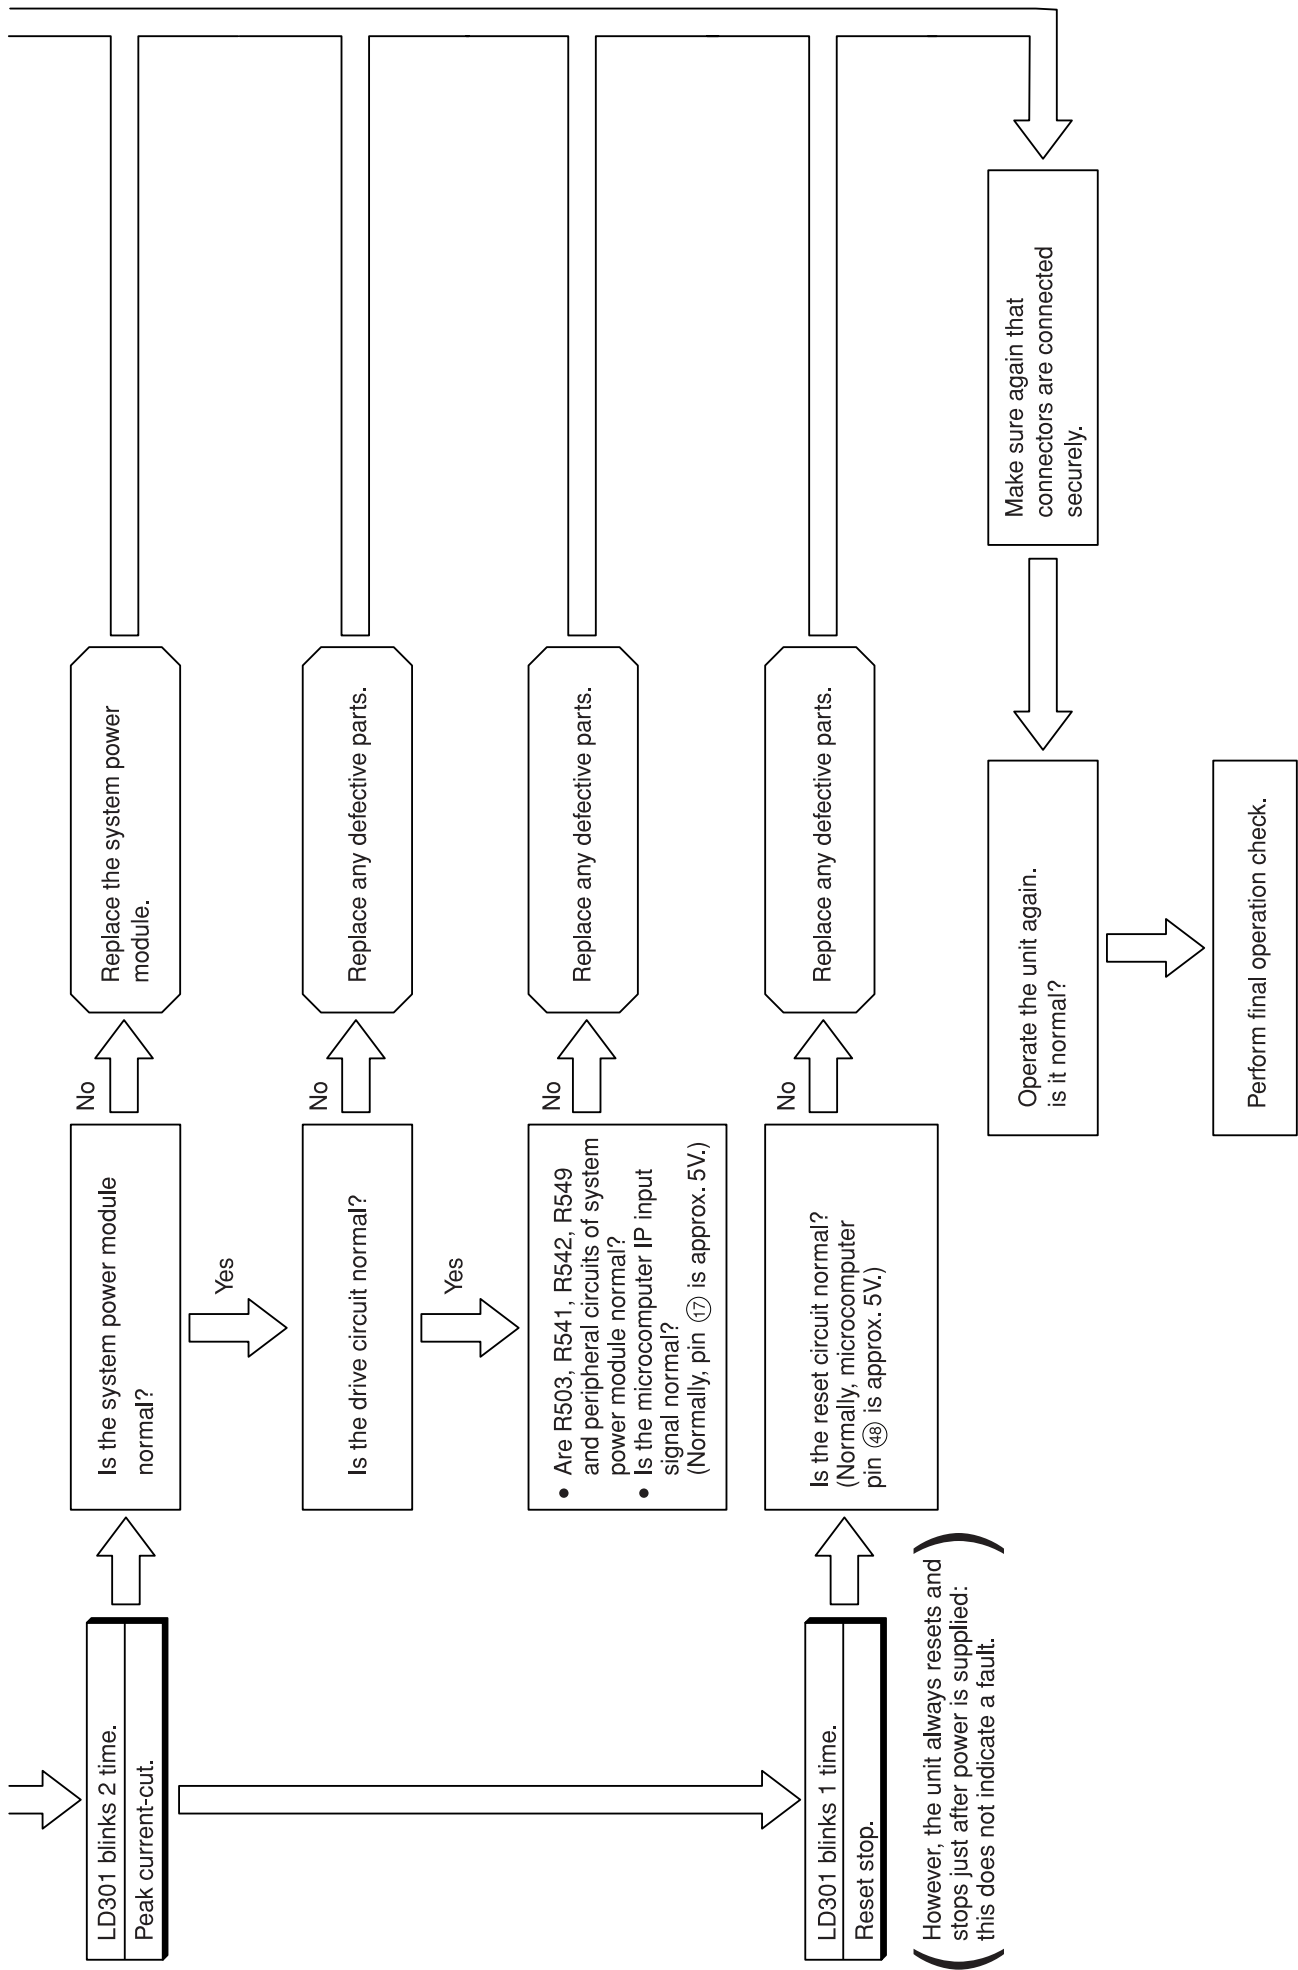 LD301 blinks 2 time.
Peak current-cut.
Is the system power module
normal?
No
Replace the system power
module.
Yes
Is the drive circuit normal?
No
Replace any defective parts.
Yes
• Are R503, R541, R542, R549
and peripheral circuits of system
power module normal?
• Is the microcomputer IP input
signal normal?
(Normally, pin ⑰ is approx. 5V.)
No
Replace any defective parts.
LD301 blinks 1 time.
Reset stop.
(However, the unit always resets and
stops just after power is supplied:
this does not indicate a fault.)
Is the reset circuit normal?
(Normally, microcomputer
pin ㊽ is approx. 5V.)
No
Replace any defective parts.
Make sure again that
connectors are connected
securely.
Operate the unit again.
is it normal?
Perform final operation check.